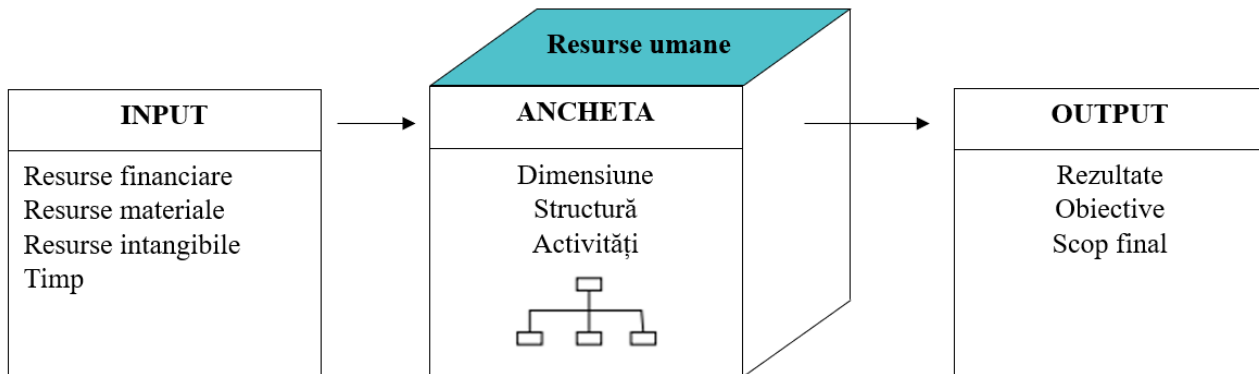 Resurse umane
INPUT
Resurse financiare
Resurse materiale
Resurse intangibile
Timp
ANCHETA
Dimensiune
Structură
Activități
OUTPUT
Rezultate
Obiective
Scop final